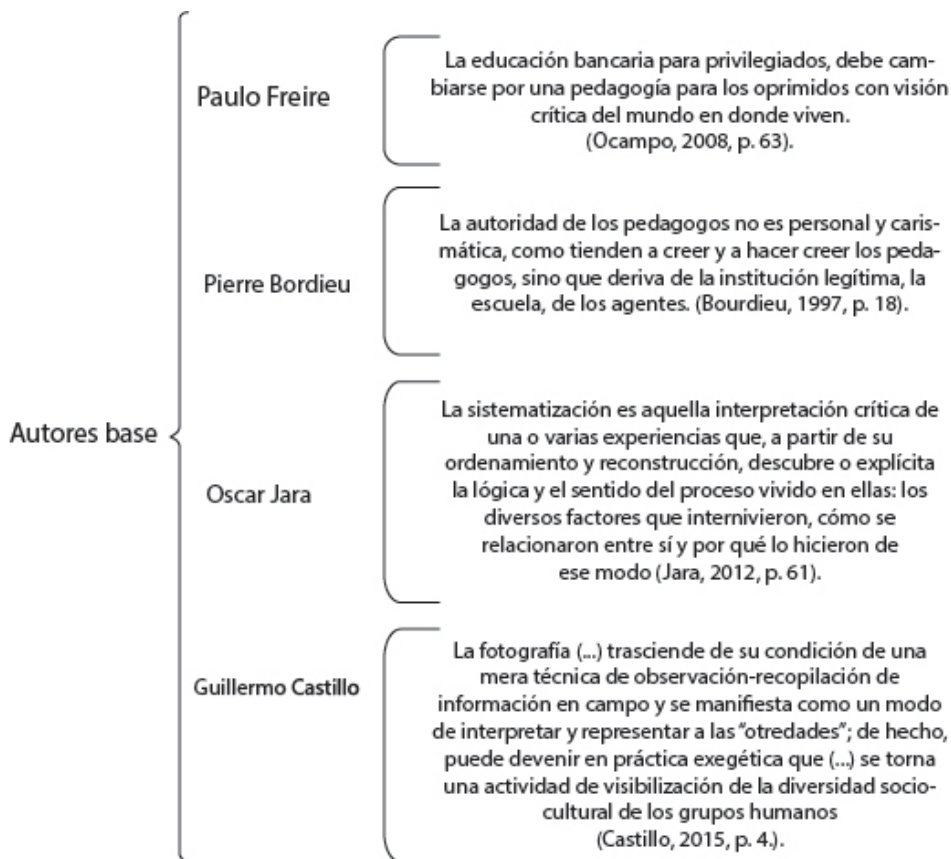 Autores base
Paulo Freire
La educación bancaria para privilegiados, debe cam-
biarse por una pedagogía para los oprimidos con visión
crítica del mundo en donde viven.
(Ocampo, 2008, p. 63).
Pierre Bordieu
La autoridad de los pedagogos no es personal y caris-
mática, como tienden a creer y a hacer creer los peda-
gogos, sino que deriva de la institución legítima, la
escuela, de los agentes. (Bourdieu, 1997, p. 18).
Oscar Jara
La sistematización es aquella interpretación crítica de
una o varias experiencias que, a partir de su
ordenamiento y reconstrucción, descubre o explícita
la lógica y el sentido del proceso vivido en ellas: los
diversos factores que internivieron, cómo se
relacionaron entre sí y por qué lo hicieron de
ese modo (Jara, 2012, p. 61).
Guillermo Castillo
La fotografía (...) trasciende de su condición de una
mera técnica de observación-recopilación de
información en campo y se manifiesta como un modo
de interpretar y representar a las "otredades"; de hecho,
puede devenir en práctica exegética que (...) se torna
una actividad de visibilización de la diversidad socio-
cultural de los grupos humanos
(Castillo, 2015, p. 4.).